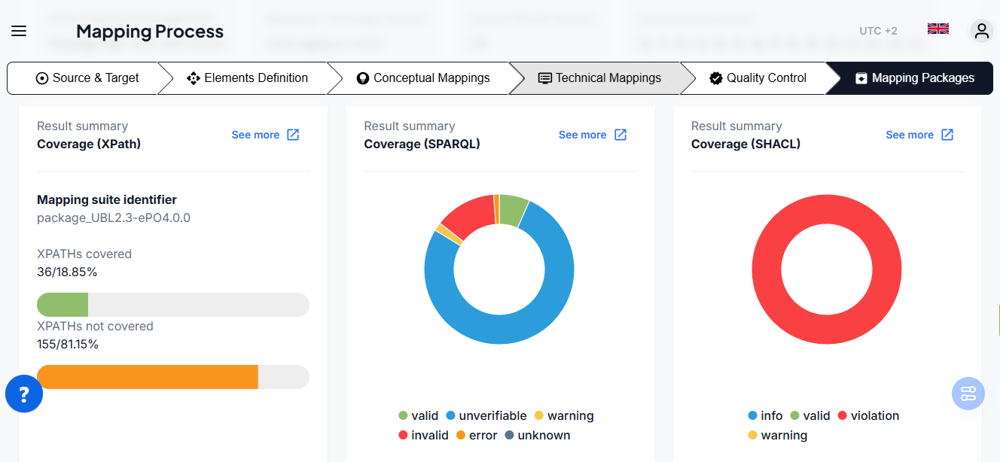 Mapping Process
UTC +2
Source & Target
Elements Definition
Conceptual Mappings
Technical Mappings
Quality Control
Mapping Packages
Result summary
Coverage (XPath)
See more
Mapping suite identifier
package_UBL2.3-ePO4.0.0
XPATHs covered
36/18.85%
XPATHs not covered
155/81.15%
?
Result summary
Coverage (SPARQL)
See more
valid unverifiable warning
invalid error unknown
Result summary
Coverage (SHACL)
See more
info valid violation
warning